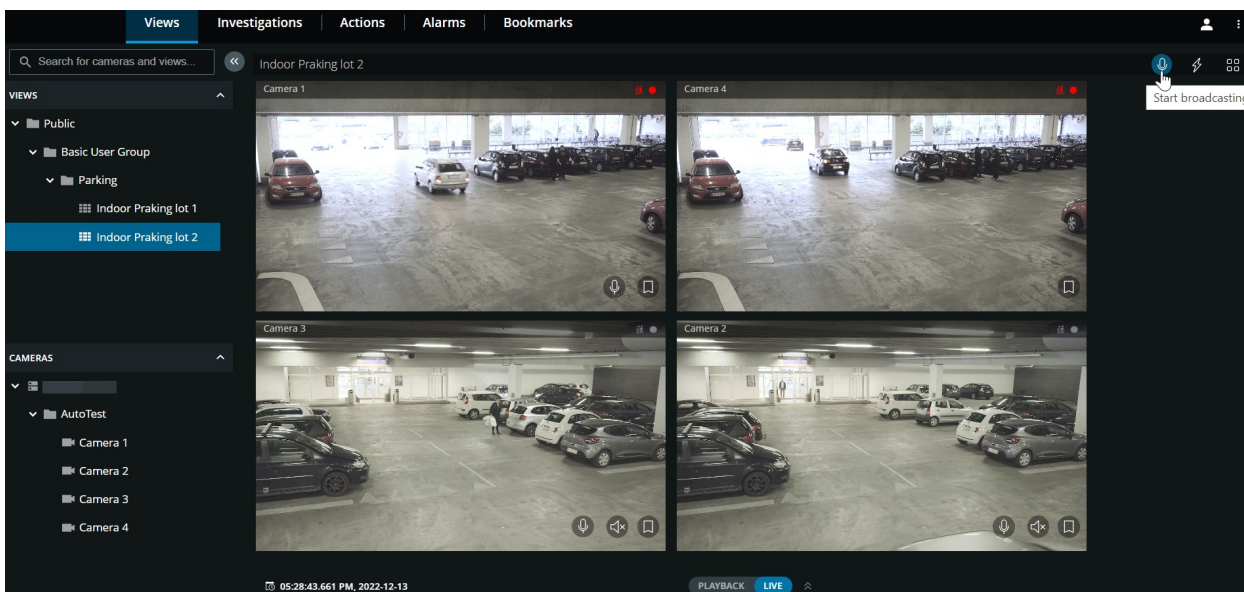 Views Investigations Actions Alarms Bookmarks
Search for cameras and views...
Indoor Praking lot 2
Start broadcasting
VIEWS
Public
Basic User Group
Parking
Indoor Praking lot 1
Indoor Praking lot 2
Camera 1
Camera 4
Camera 3
Camera 2
CAMERAS
AutoTest
Camera 1
Camera 2
Camera 3
Camera 4
05:28:43.661 PM, 2022-12-13
PLAYBACK LIVE